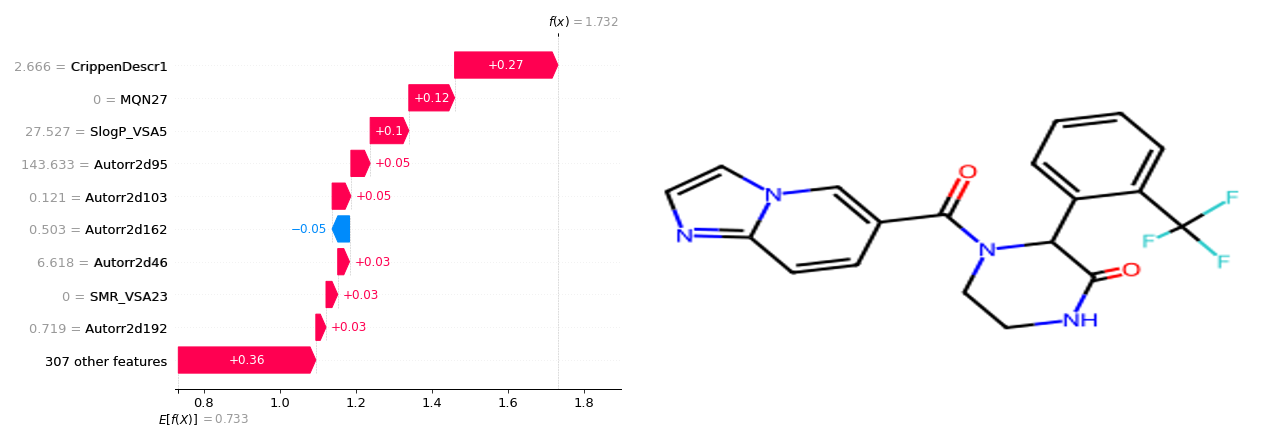 f(x) = 1.732
2.666 = CrippenDescr1
+0.27
0 = MQN27
+0.12
27.527 = SlogP_VSA5
+0.1
143.633 = Autorr2d95
+0.05
0.121 = Autorr2d103
+0.05
0.503 = Autorr2d162
−0.05
6.618 = Autorr2d46
+0.03
0 = SMR_VSA23
+0.03
0.719 = Autorr2d192
+0.03
307 other features
+0.36
0.8 1.0 1.2 1.4 1.6 1.8
E[f(X)] = 0.733
O
N
N
N
O
NH
F
F
F